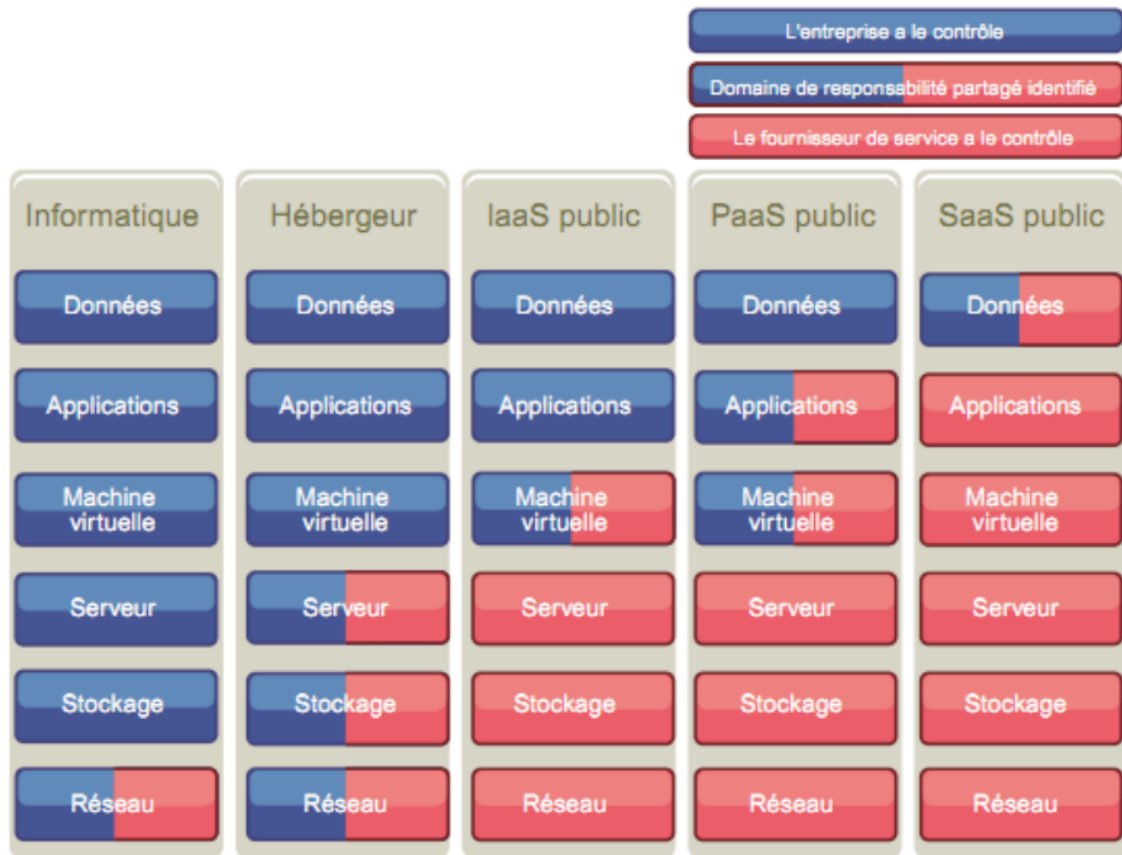 L'entreprise a le contrôle
Domaine de responsabilité partagé identifié
Le fournisseur de service a le contrôle
Informatique
Hébergeur
IaaS public
PaaS public
SaaS public
Données
Données
Données
Données
Données
Applications
Applications
Applications
Applications
Applications
Machine
virtuelle
Machine
virtuelle
Machine
virtuelle
Machine
virtuelle
Machine
virtuelle
Serveur
Serveur
Serveur
Serveur
Serveur
Stockage
Stockage
Stockage
Stockage
Stockage
Réseau
Réseau
Réseau
Réseau
Réseau